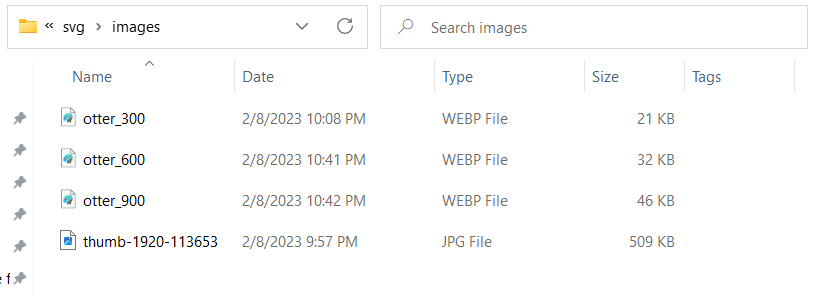 « svg > images
Search images
Name Date Type Size Tags
otter_300 2/8/2023 10:08 PM WEBP File 21 KB
otter_600 2/8/2023 10:41 PM WEBP File 32 KB
otter_900 2/8/2023 10:42 PM WEBP File 46 KB
thumb-1920-113653 2/8/2023 9:57 PM JPG File 509 KB